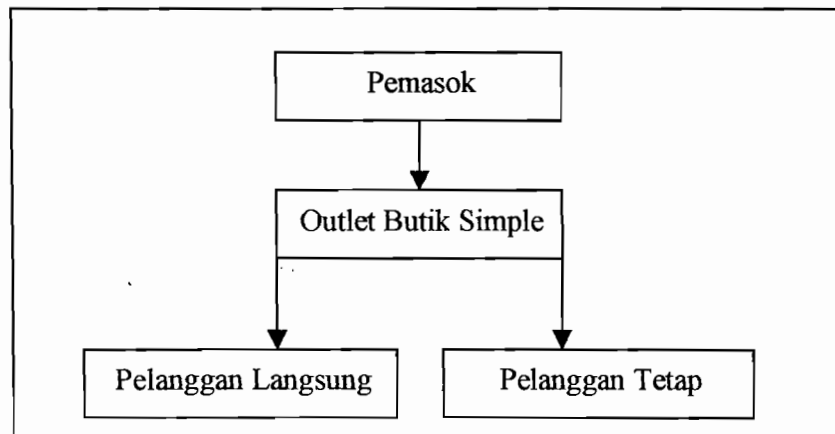 Pemasok
Outlet Butik Simple
Pelanggan Langsung
Pelanggan Tetap